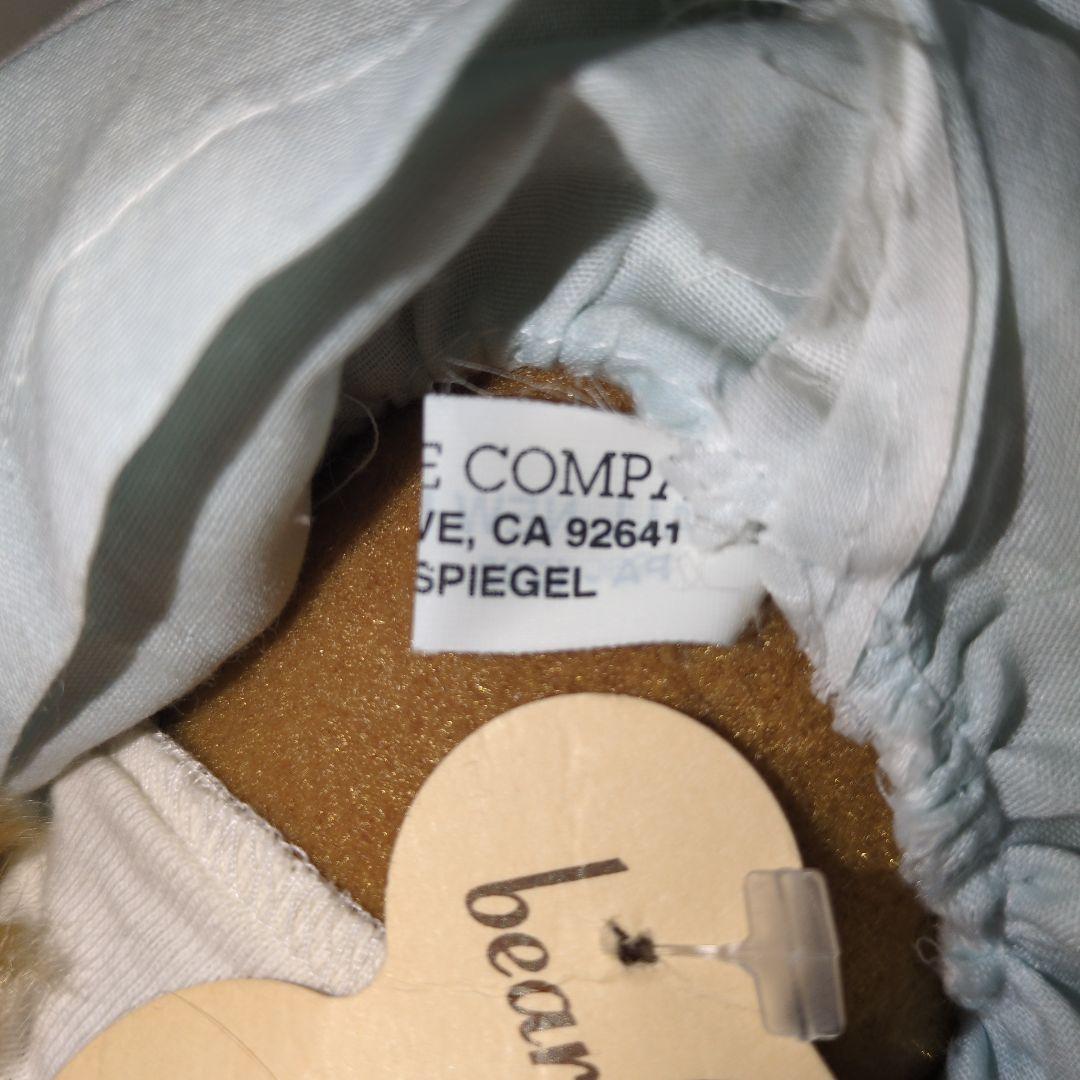 E COMPA
VE, CA 92641
SPIEGEL
bear